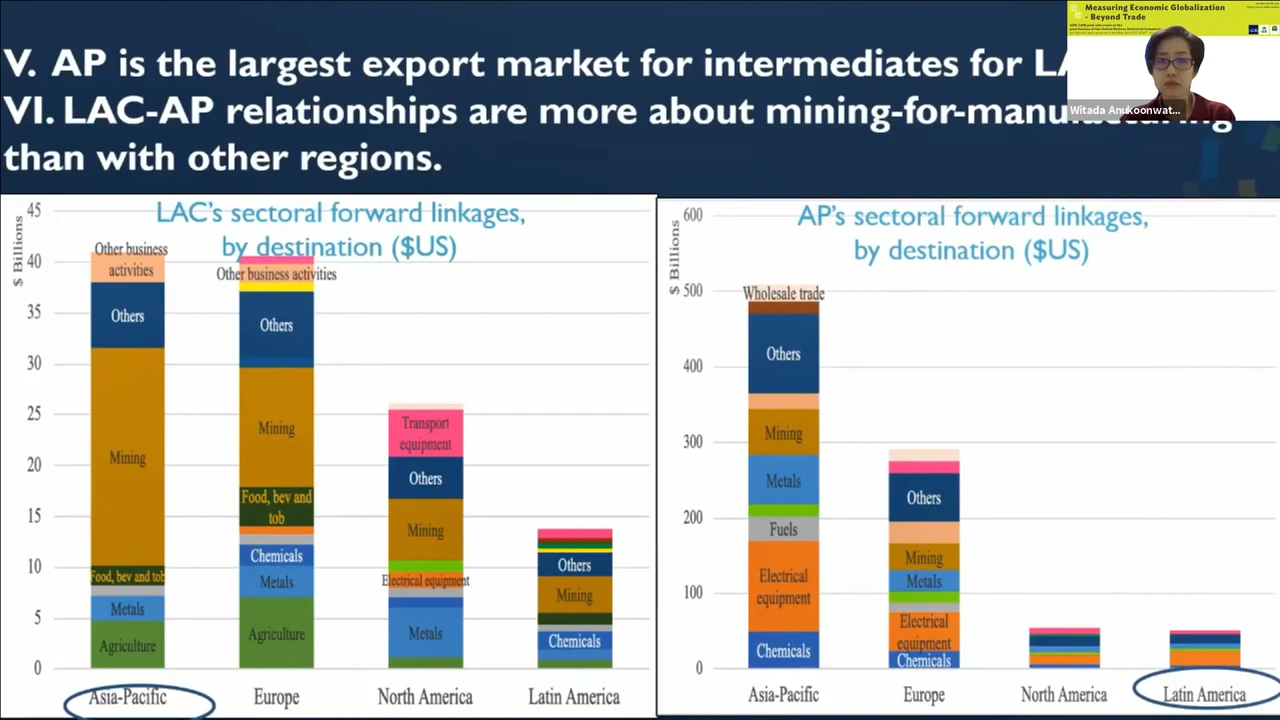 Measuring Economic Globalization
- Beyond Trade
Witada Anukoonwat...
V. AP is the largest export market for intermediates for
VI. LAC-AP relationships are more about mining-for-manufacturing
than with other regions.
LAC's sectoral forward linkages,
by destination ($US)
$ Billions
45
40
35
30
25
20
15
10
5
0
Other business
activities
Others
Mining
Food, bev and tob
Metals
Agriculture
Other business activities
Others
Mining
Food, bev and
tob
Chemicals
Metals
Agriculture
Transport
equipment
Others
Mining
Electrical equipment
Metals
Others
Mining
Chemicals
Asia-Pacific
Europe
North America
Latin America
AP's sectoral forward linkages,
by destination ($US)
$ Billions
600
500
400
300
200
100
0
Wholesale trade
Others
Mining
Metals
Fuels
Electrical
equipment
Chemicals
Others
Mining
Metals
Electrical
equipment
Chemicals
Asia-Pacific
Europe
North America
Latin America